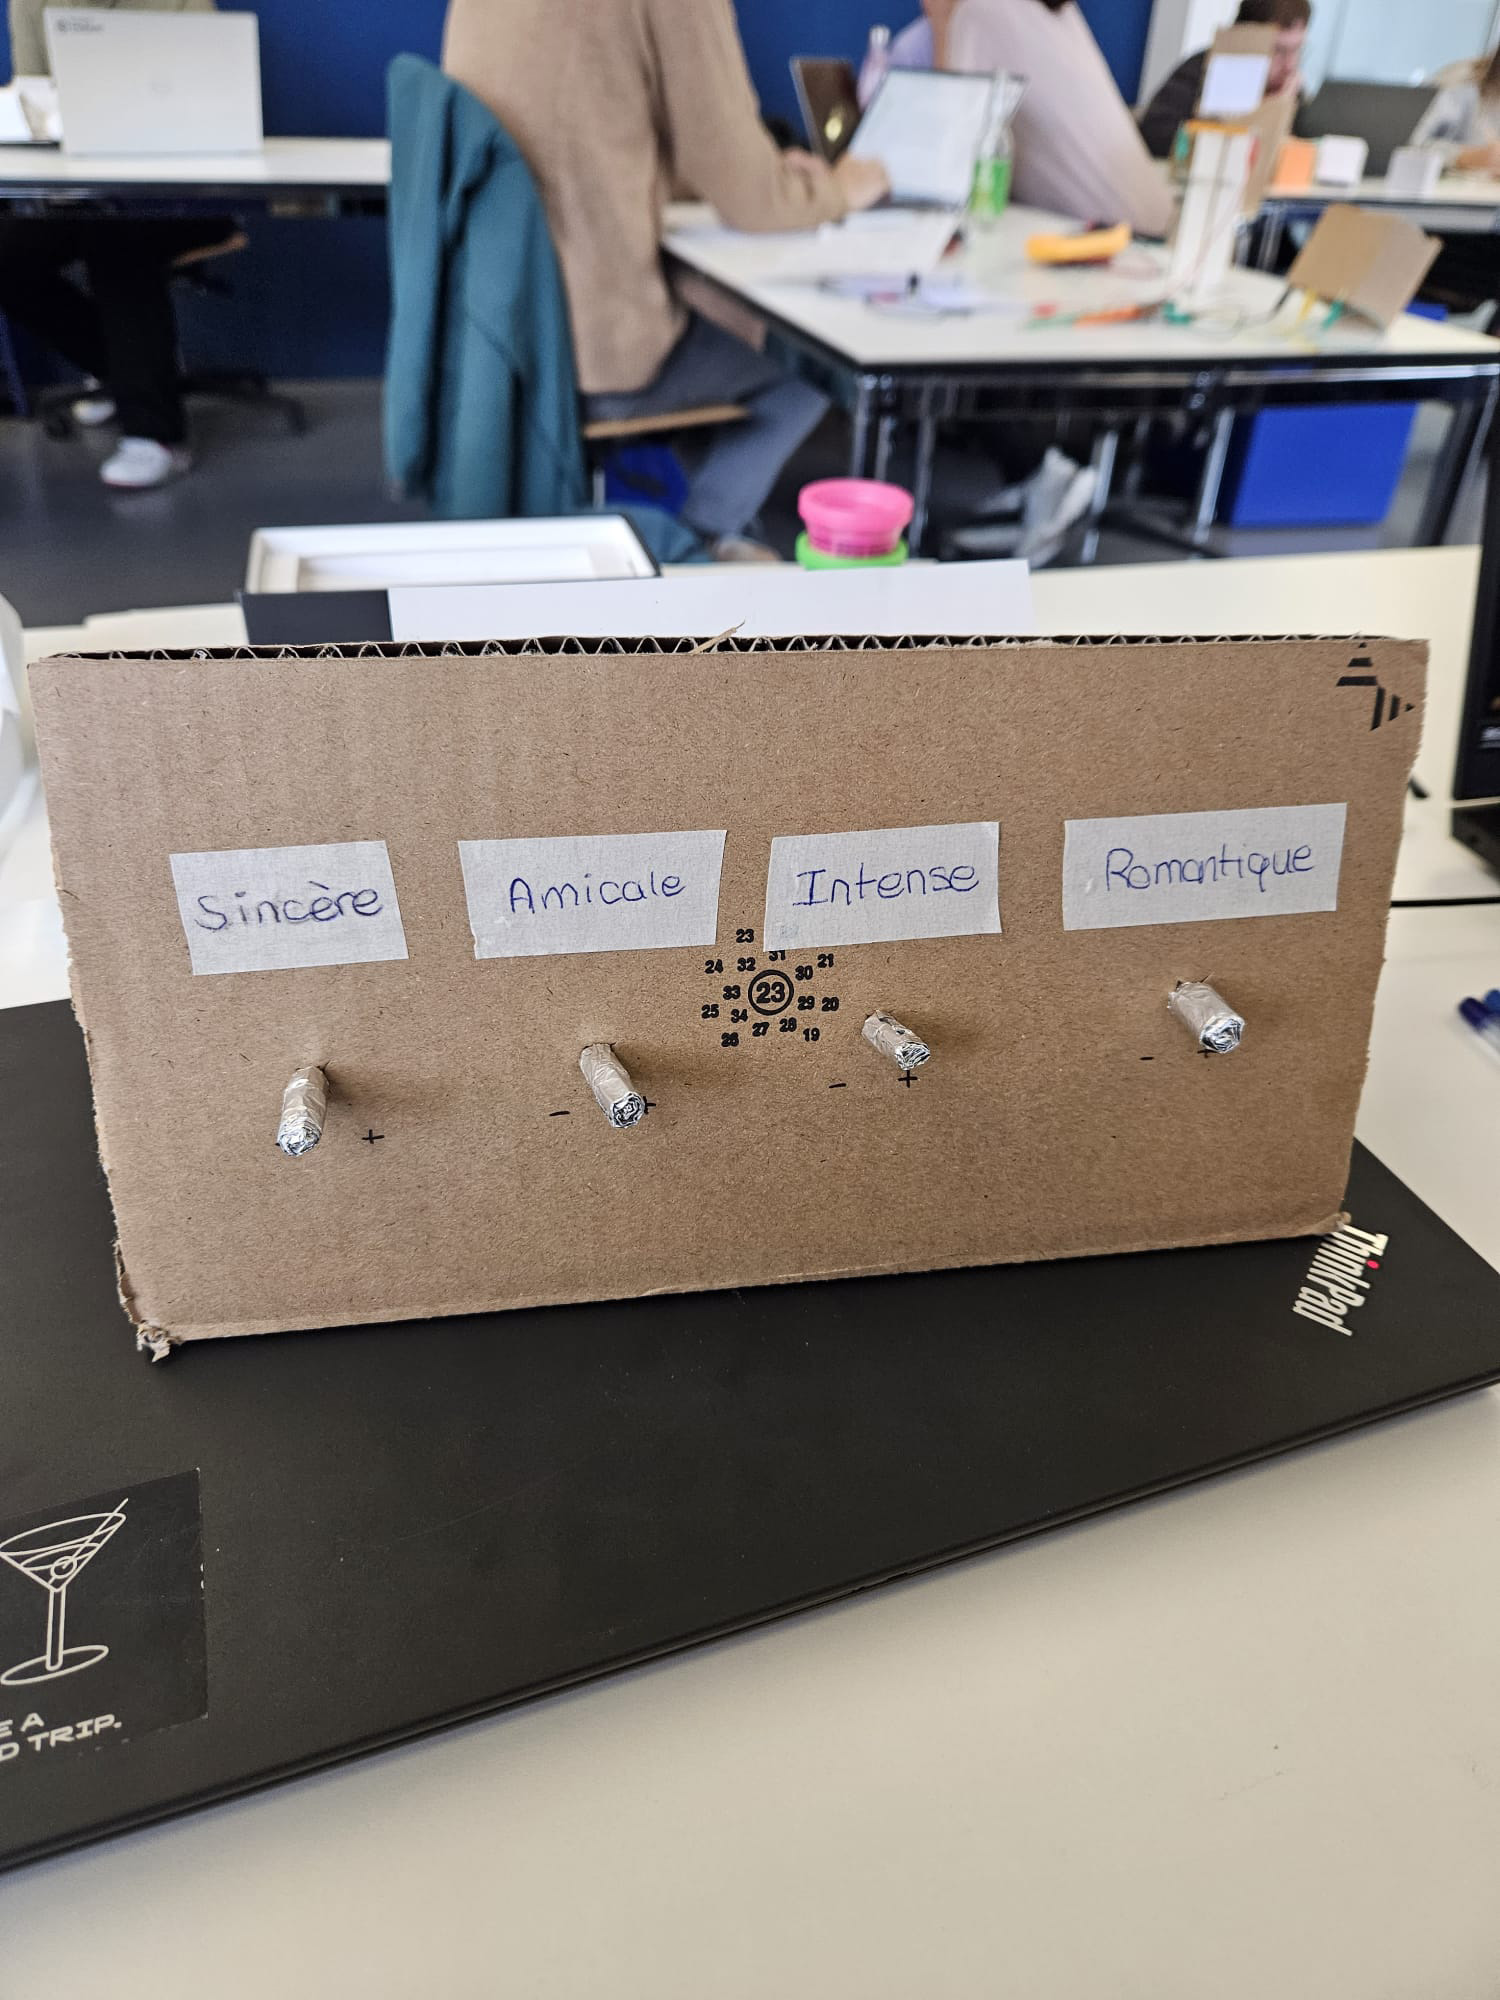 Sincère
Amicale
Intense
Romantique
23
24 32 31 30 21
33 23 29 20
25 34 27 28 19
26
- +
- +
- +
+
ThinkPad
E A
D TRIP.